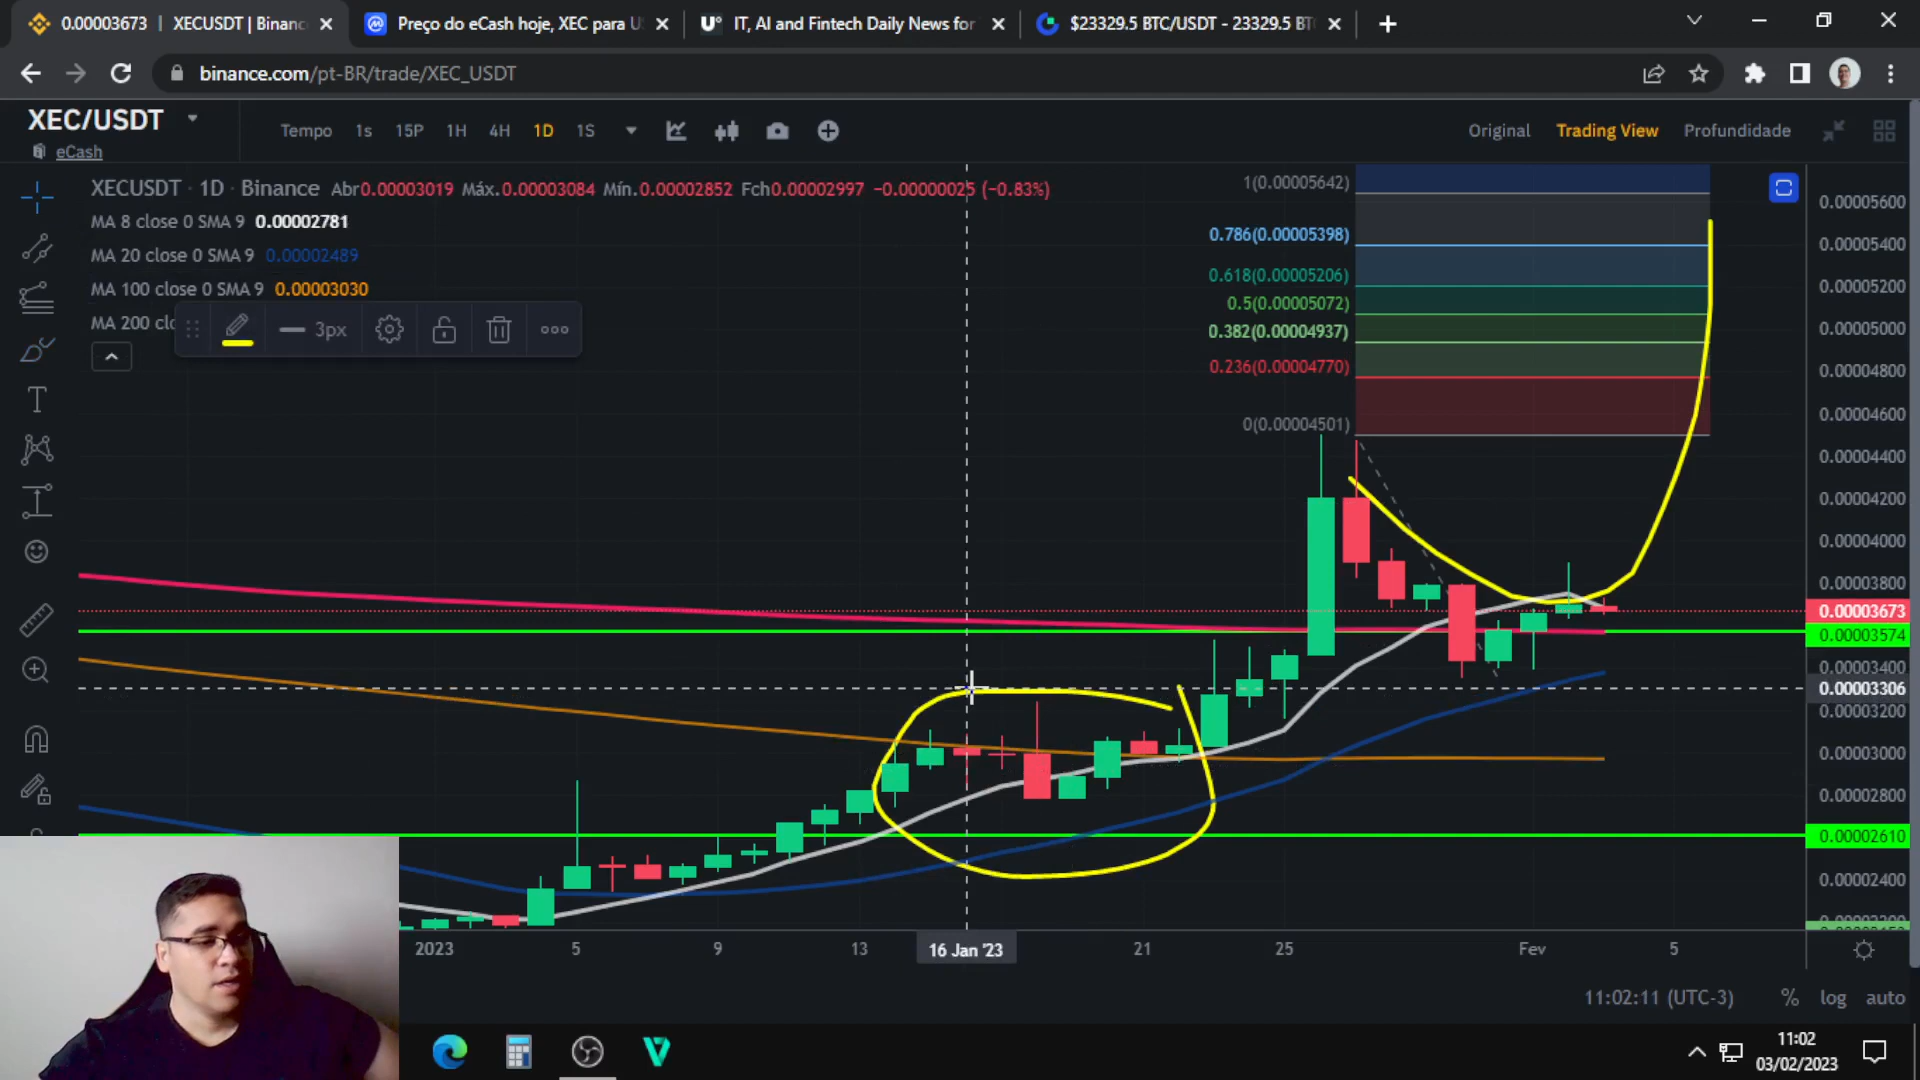 0.00003673 | XECUSDT | Binanc
Preço do eCash hoje, XEC para U
U° IT, AI and Fintech Daily News for
$23329.5 BTC/USDT - 23329.5 BT
binance.com/pt-BR/trade/XEC_USDT
XEC/USDT
eCash
Tempo 1s 15P 1H 4H 1D 1S
Original Trading View Profundidade
XECUSDT · 1D · Binance Abr0.00003019 Máx.0.00003084 Mín.0.00002852 Fch0.00002997 −0.00000025 (−0.83%)
MA 8 close 0 SMA 9 0.00002781
MA 20 close 0 SMA 9 0.00002489
MA 100 close 0 SMA 9 0.00003030
MA 200 clo
3px
1(0.00005642)
0.786(0.00005398)
0.618(0.00005206)
0.5(0.00005072)
0.382(0.00004937)
0.236(0.00004770)
0(0.00004501)
0.00005600
0.00005400
0.00005200
0.00005000
0.00004800
0.00004600
0.00004400
0.00004200
0.00004000
0.00003800
0.00003673
0.00003574
0.00003400
0.00003306
0.00003200
0.00003000
0.00002800
0.00002610
0.00002400
2023 5 9 13 16 Jan '23 21 25 Fev 5
11:02:11 (UTC-3) % log auto
11:02
03/02/2023